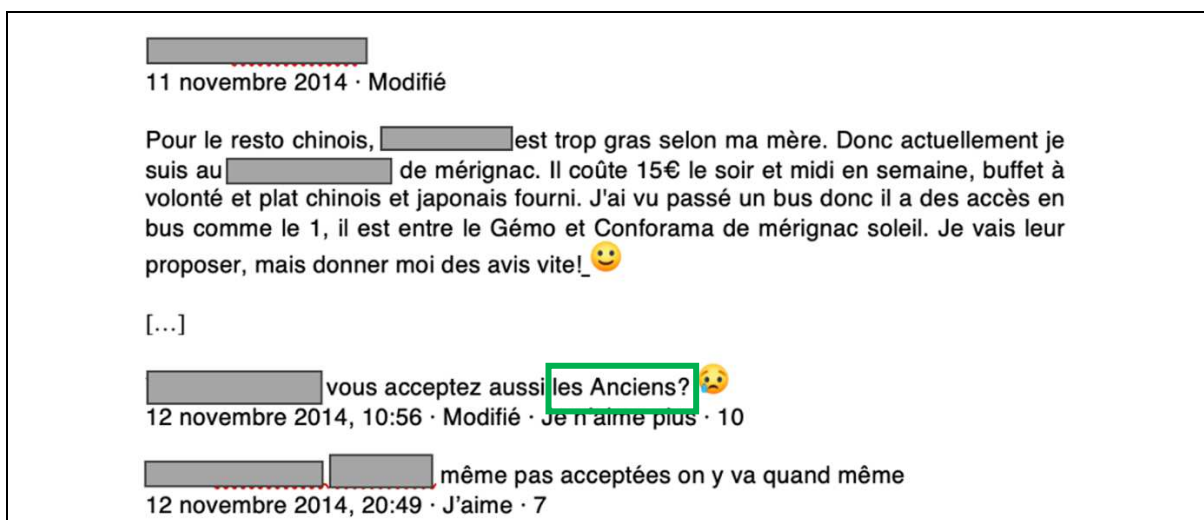 11 novembre 2014 · Modifié
Pour le resto chinois, est trop gras selon ma mère. Donc actuellement je
suis au de mérignac. Il coûte 15€ le soir et midi en semaine, buffet à
volonté et plat chinois et japonais fourni. J'ai vu passé un bus donc il a des accès en
bus comme le 1, il est entre le Gémo et Conforama de mérignac soleil. Je vais leur
proposer, mais donner moi des avis vite!
[…]
vous acceptez aussi les Anciens?
12 novembre 2014, 10:56 · Modifié · Je n'aime plus · 10
même pas acceptées on y va quand même
12 novembre 2014, 20:49 · J'aime · 7